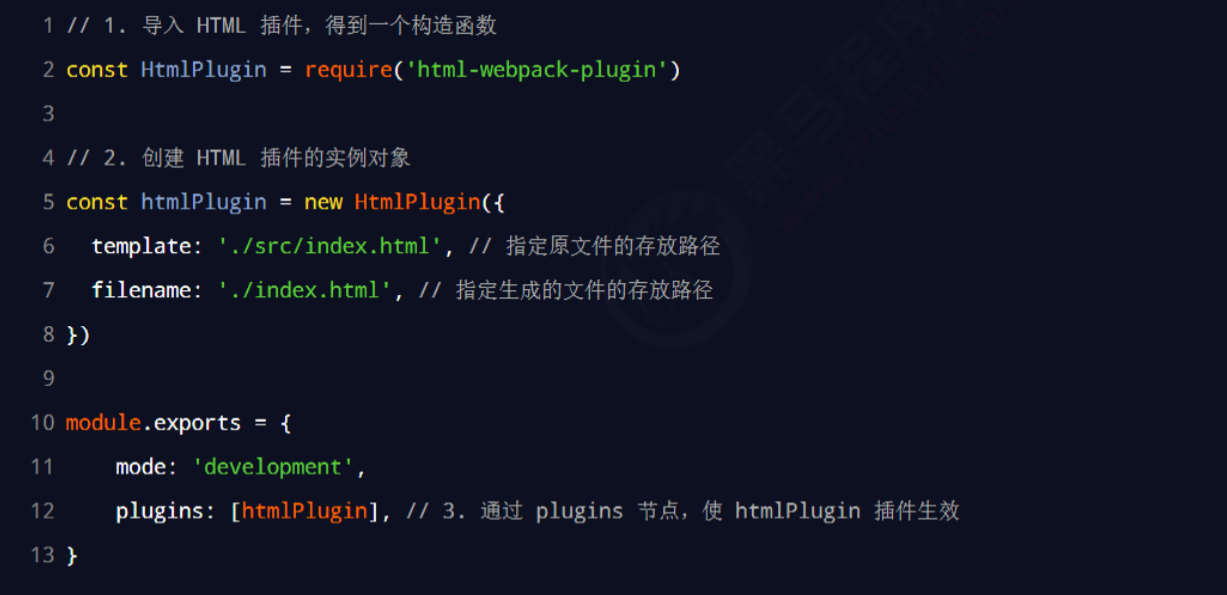 1 // 1. 导入 HTML 插件，得到一个构造函数
2 const HtmlPlugin = require('html-webpack-plugin')
3
4 // 2. 创建 HTML 插件的实例对象
5 const htmlPlugin = new HtmlPlugin({
6   template: './src/index.html', // 指定原文件的存放路径
7   filename: './index.html', // 指定生成的文件的存放路径
8 })
9
10 module.exports = {
11     mode: 'development',
12     plugins: [htmlPlugin], // 3. 通过 plugins 节点，使 htmlPlugin 插件生效
13 }
黑马程序